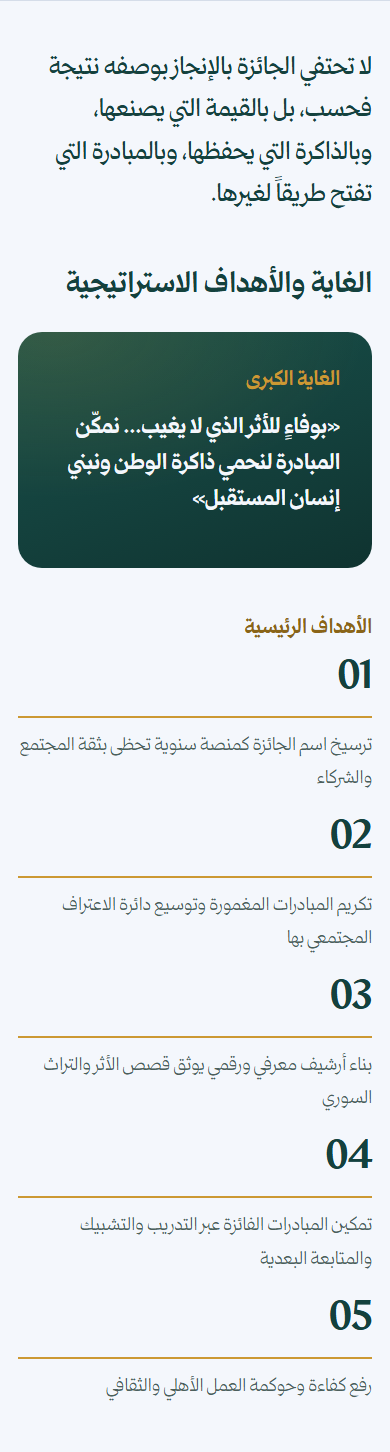 لا تحتفي الجائزة بالإنجاز بوصفه نتيجة
فحسب، بل بالقيمة التي يصنعها،
وبالذاكرة التي يحفظها، وبالمبادرة التي
تفتح طريقاً لغيرها.
الغاية والأهداف الاستراتيجية
الغاية الكبرى
«بوفاءٍ للأثر الذي لا يغيب... نمكّن
المبادرة لنحمي ذاكرة الوطن ونبني
إنسان المستقبل»
الأهداف الرئيسية
01
ترسيخ اسم الجائزة كمنصة سنوية تحظى بثقة المجتمع
والشركاء
02
تكريم المبادرات المغمورة وتوسيع دائرة الاعتراف
المجتمعي بها
03
بناء أرشيف معرفي ورقمي يوثق قصص الأثر والتراث
السوري
04
تمكين المبادرات الفائزة عبر التدريب والتشبيك
والمتابعة البعدية
05
رفع كفاءة وحوكمة العمل الأهلي والثقافي